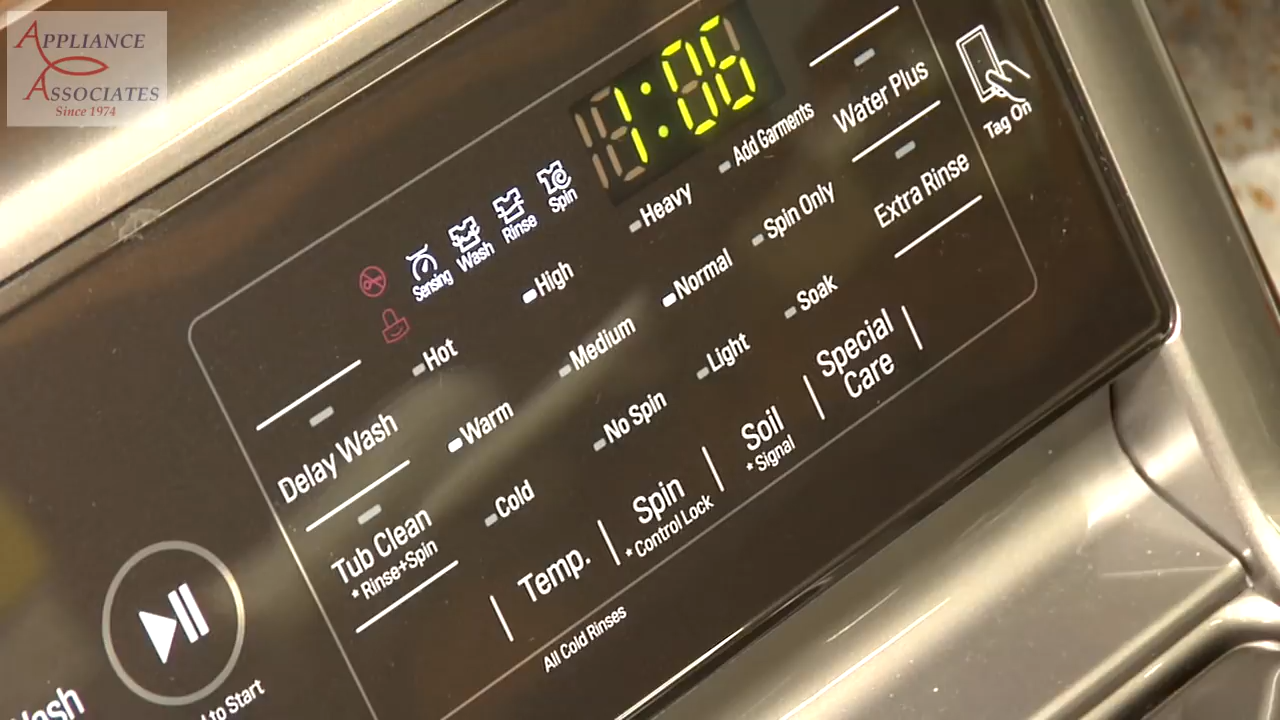 APPLIANCE
ASSOCIATES
Since 1974
1:06
Tag On
Water Plus
Extra Rinse
Add Garments
Spin Only
Soak
Special
Care
Heavy
Normal
Light
Soil
* Signal
High
Medium
No Spin
Spin
* Control Lock
Hot
Warm
Cold
Temp.
All Cold Rinses
Sensing
Wash
Rinse
Spin
Delay Wash
Tub Clean
* Rinse+Spin
to Start